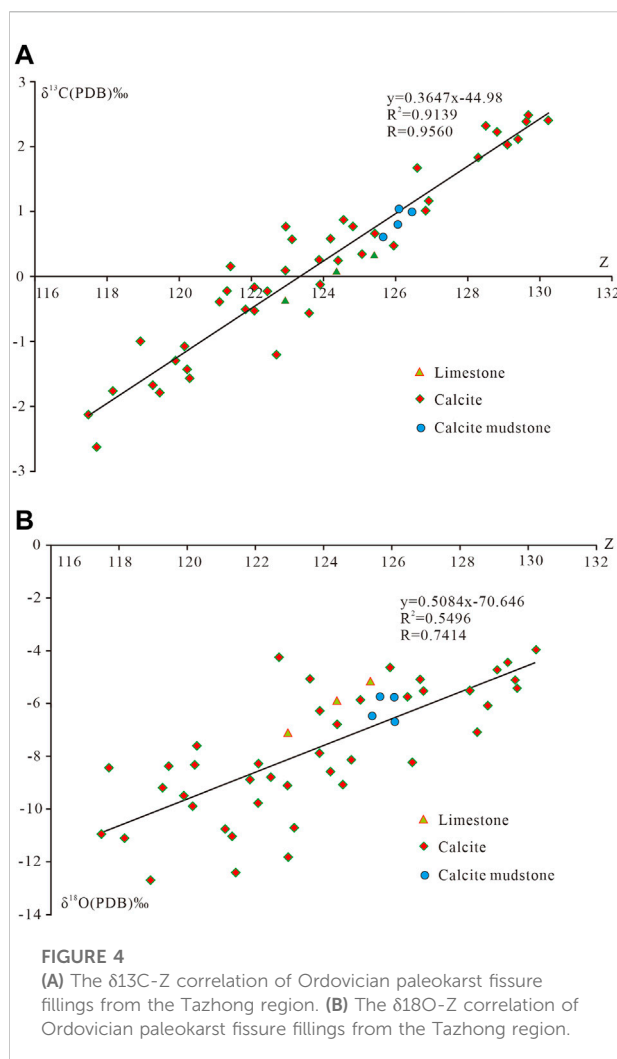 A
δ¹³C(PDB)‰
y=0.3647x-44.98
R²=0.9139
R=0.9560
3
2
1
0
-1
-2
-3
Z
116 118 120 122 124 126 128 130 132
Limestone
Calcite
Calcite mudstone
B
0
-2
-4
-6
-8
-10
-12
-14
Z
116 118 120 122 124 126 128 130 132
y=0.5084x-70.646
R²=0.5496
R=0.7414
Limestone
Calcite
Calcite mudstone
δ¹⁸O(PDB)‰
FIGURE 4
(A) The δ13C-Z correlation of Ordovician paleokarst fissure
fillings from the Tazhong region. (B) The δ18O-Z correlation of
Ordovician paleokarst fissure fillings from the Tazhong region.